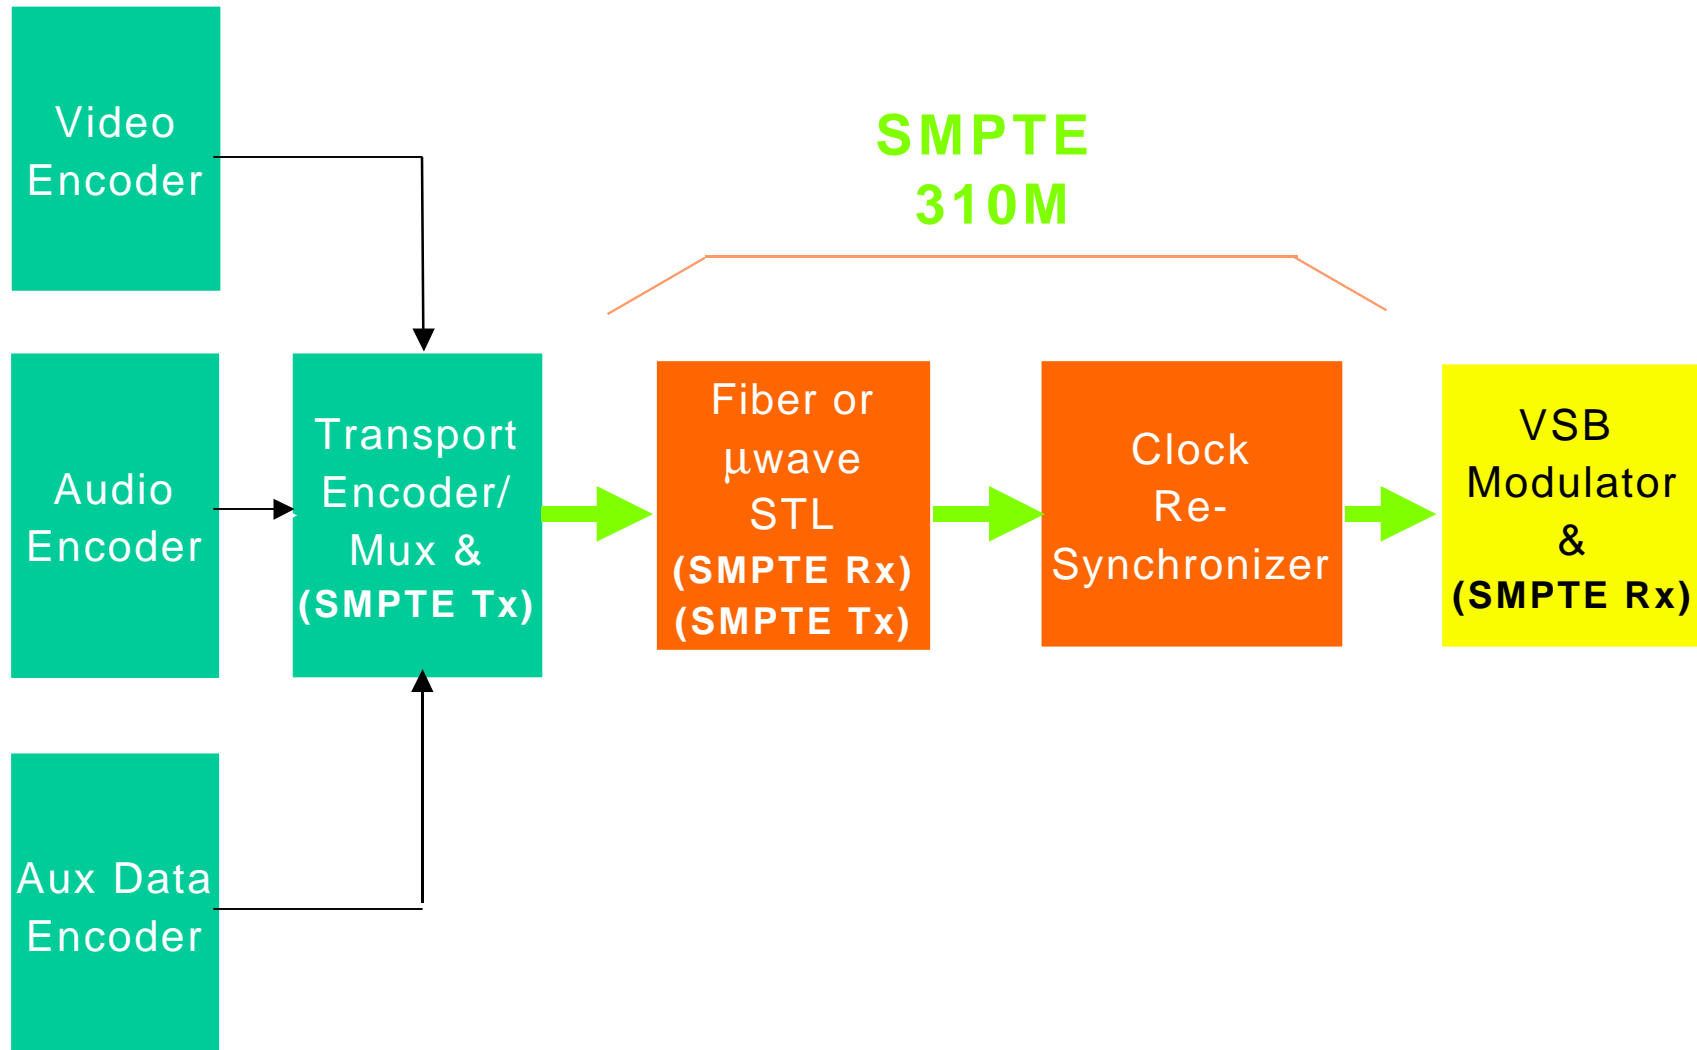 Video
Encoder
SMPTE
310M
Audio
Encoder
Transport
Encoder/
Mux &
(SMPTE Tx)
Fiber or
μwave
STL
(SMPTE Rx)
(SMPTE Tx)
Clock
Re-
Synchronizer
VSB
Modulator
&
(SMPTE Rx)
Aux Data
Encoder